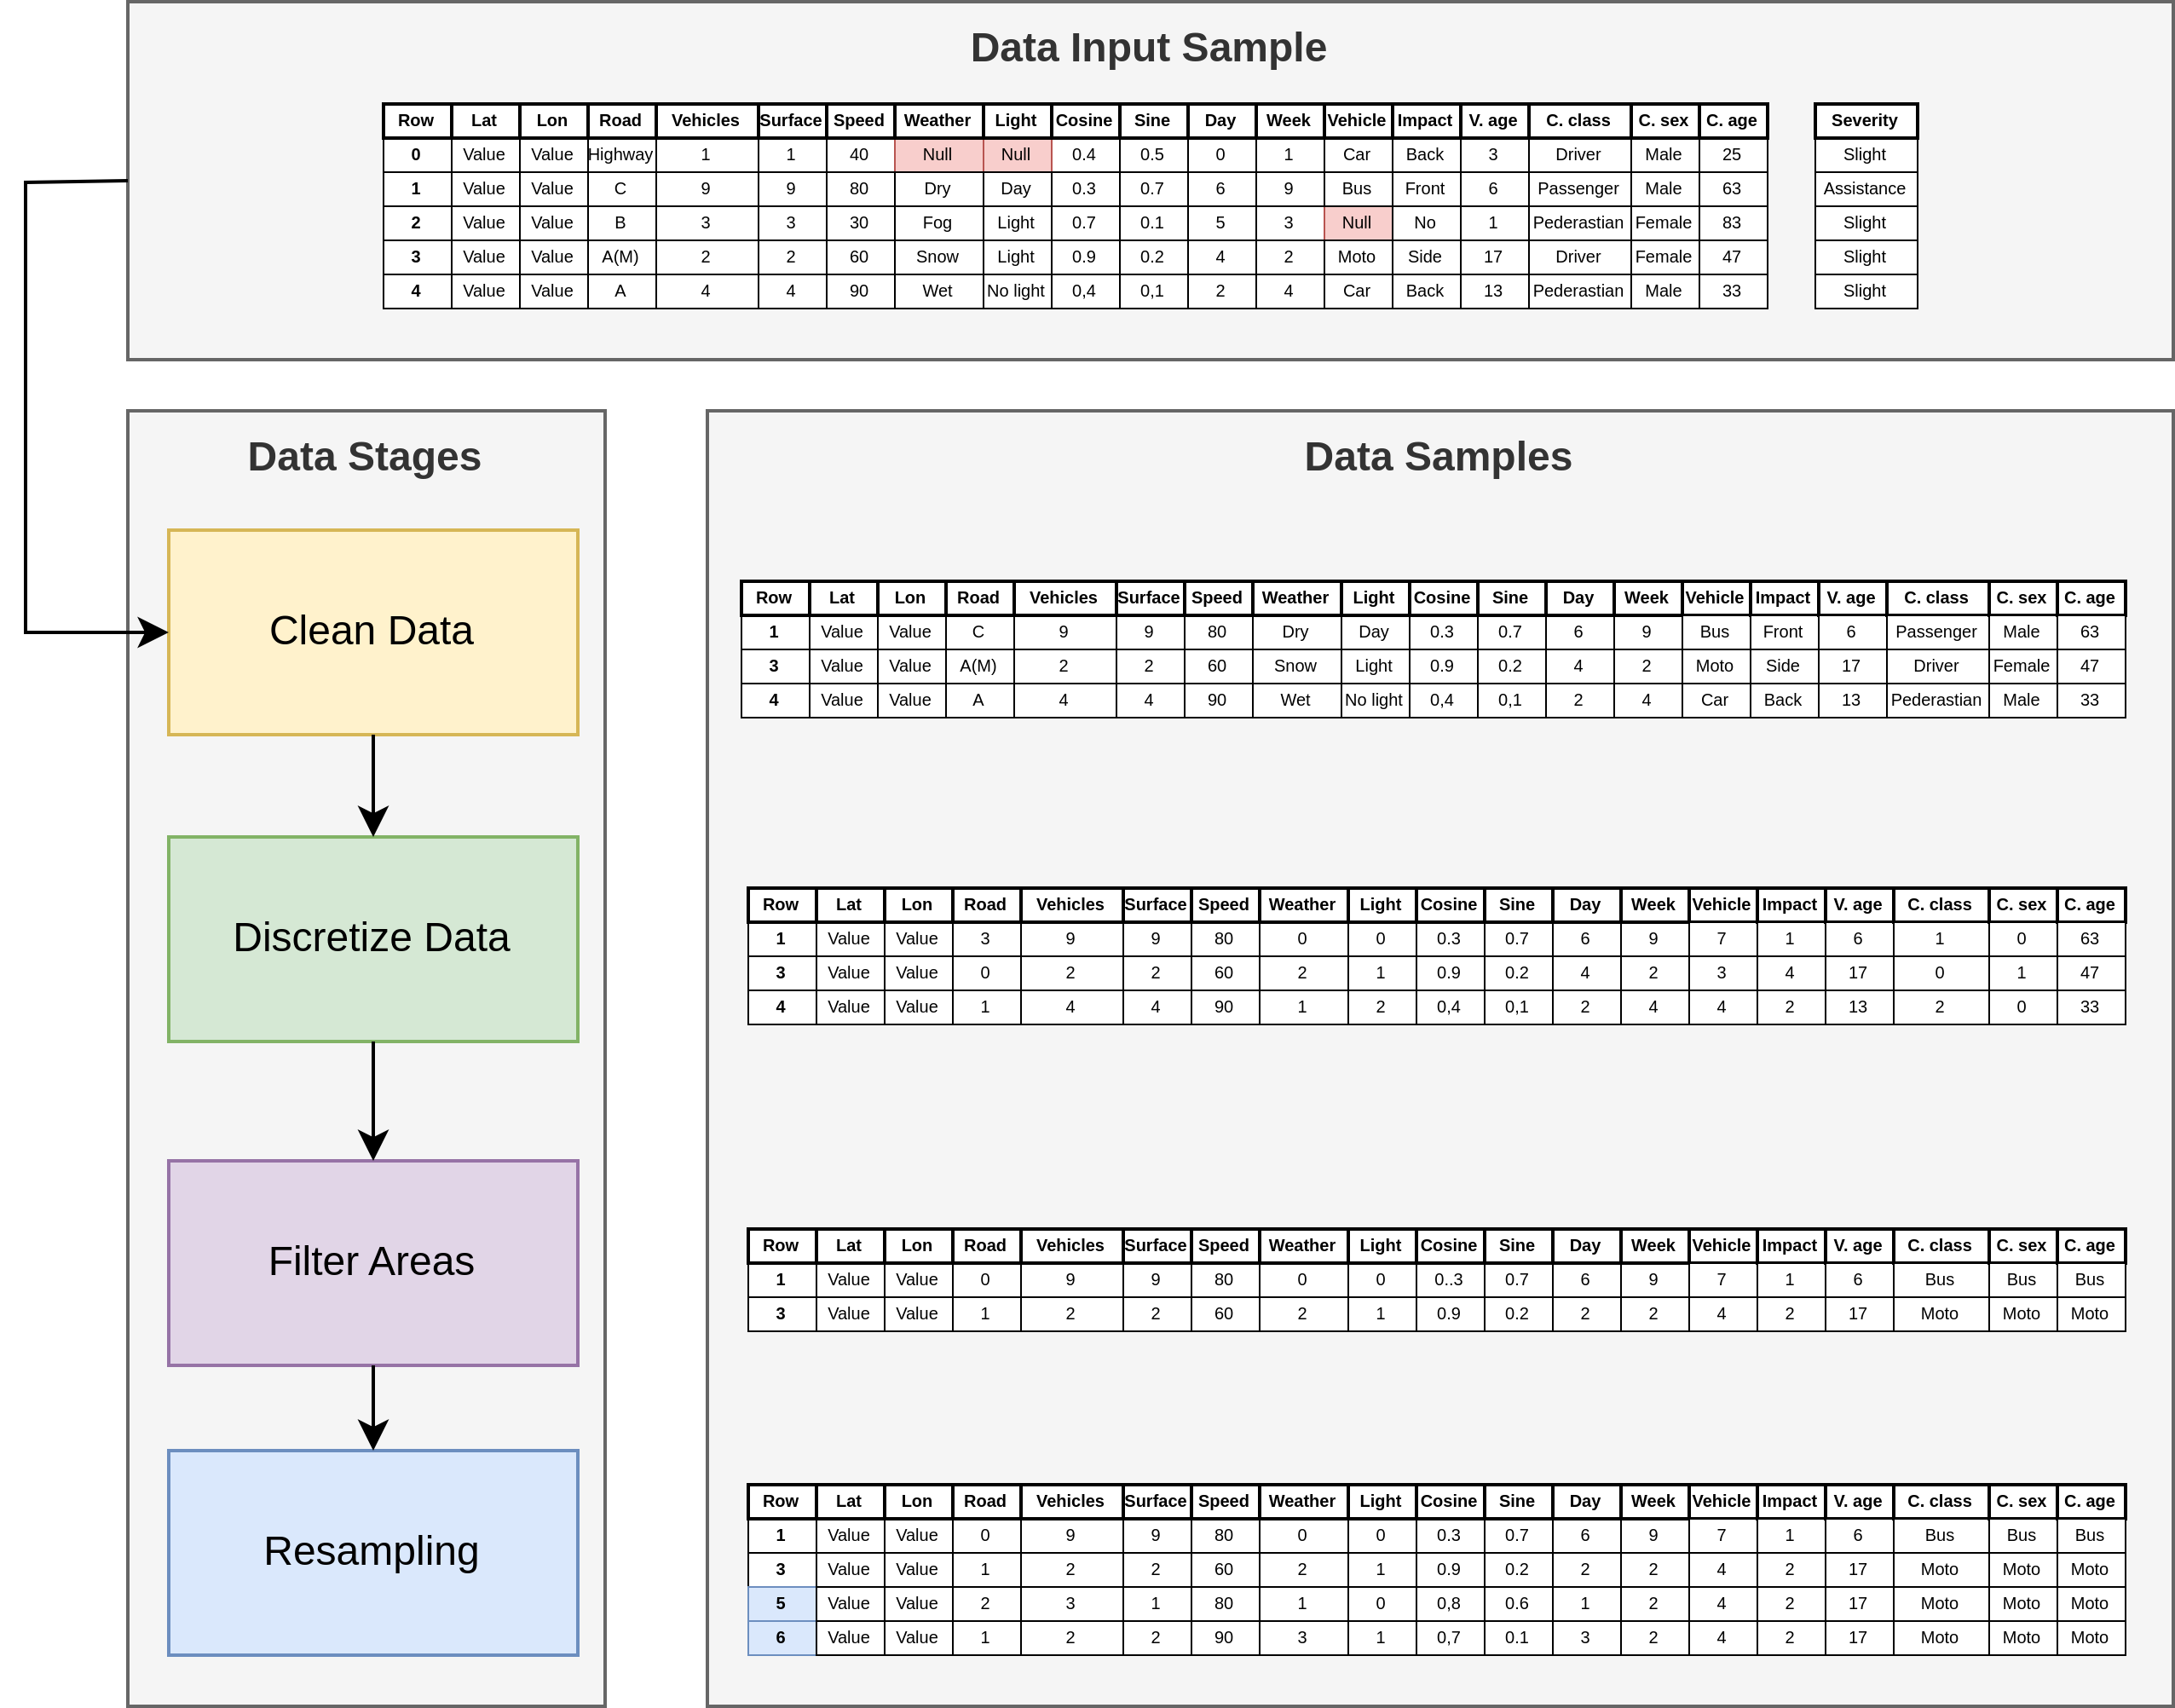 Data Input Sample
Row Lat Lon Road Vehicles Surface Speed Weather Light Cosine Sine Day Week Vehicle Impact V. age C. class C. sex C. age Severity
0 Value Value Highway 1 1 40 Null Null 0.4 0.5 0 1 Car Back 3 Driver Male 25 Slight
1 Value Value C 9 9 80 Dry Day 0.3 0.7 6 9 Bus Front 6 Passenger Male 63 Assistance
2 Value Value B 3 3 30 Fog Light 0.7 0.1 5 3 Null No 1 Pederastian Female 83 Slight
3 Value Value A(M) 2 2 60 Snow Light 0.9 0.2 4 2 Moto Side 17 Driver Female 47 Slight
4 Value Value A 4 4 90 Wet No light 0,4 0,1 2 4 Car Back 13 Pederastian Male 33 Slight
Data Stages
Clean Data
Discretize Data
Filter Areas
Resampling
Data Samples
Row Lat Lon Road Vehicles Surface Speed Weather Light Cosine Sine Day Week Vehicle Impact V. age C. class C. sex C. age
1 Value Value C 9 9 80 Dry Day 0.3 0.7 6 9 Bus Front 6 Passenger Male 63
3 Value Value A(M) 2 2 60 Snow Light 0.9 0.2 4 2 Moto Side 17 Driver Female 47
4 Value Value A 4 4 90 Wet No light 0,4 0,1 2 4 Car Back 13 Pederastian Male 33
Row Lat Lon Road Vehicles Surface Speed Weather Light Cosine Sine Day Week Vehicle Impact V. age C. class C. sex C. age
1 Value Value 3 9 9 80 0 0 0.3 0.7 6 9 7 1 6 1 0 63
3 Value Value 0 2 2 60 2 1 0.9 0.2 4 2 3 4 17 0 1 47
4 Value Value 1 4 4 90 1 2 0,4 0,1 2 4 4 2 13 2 0 33
Row Lat Lon Road Vehicles Surface Speed Weather Light Cosine Sine Day Week Vehicle Impact V. age C. class C. sex C. age
1 Value Value 0 9 9 80 0 0 0..3 0.7 6 9 7 1 6 Bus Bus Bus
3 Value Value 1 2 2 60 2 1 0.9 0.2 2 2 4 2 17 Moto Moto Moto
Row Lat Lon Road Vehicles Surface Speed Weather Light Cosine Sine Day Week Vehicle Impact V. age C. class C. sex C. age
1 Value Value 0 9 9 80 0 0 0.3 0.7 6 9 7 1 6 Bus Bus Bus
3 Value Value 1 2 2 60 2 1 0.9 0.2 2 2 4 2 17 Moto Moto Moto
5 Value Value 2 3 1 80 1 0 0,8 0.6 1 2 4 2 17 Moto Moto Moto
6 Value Value 1 2 2 90 3 1 0,7 0.1 3 2 4 2 17 Moto Moto Moto